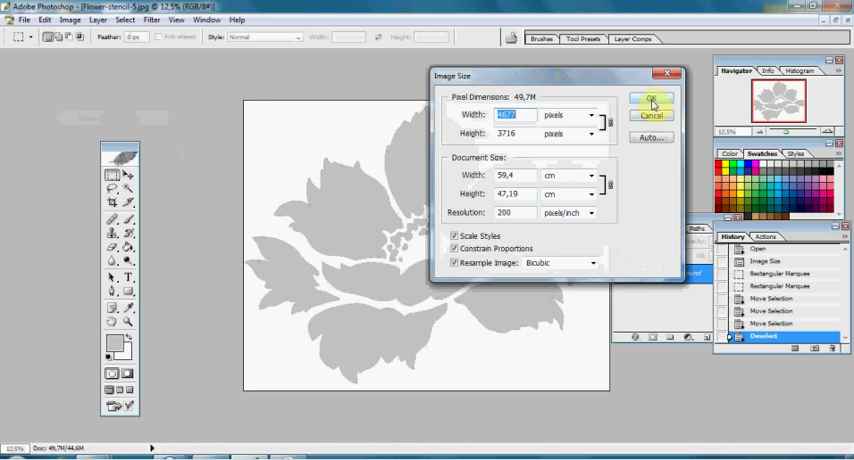 Adobe Photoshop - [Flower-stencil-5.jpg @ 12,5% (RGB/8#)]
File Edit Image Layer Select Filter View Window Help
Feather: 0 px Anti-aliased Style: Normal Width: Height:
Brushes Tool Presets Layer Comps
Image Size
Pixel Dimensions: 49,7M
Width: 4677 pixels
Height: 3716 pixels
Document Size:
Width: 59,4 cm
Height: 47,19 cm
Resolution: 200 pixels/inch
Scale Styles
Constrain Proportions
Resample Image: Bicubic
OK
Cancel
Auto...
Navigator Info Histogram
12.5%
Color Swatches Styles
Paths
History Actions
Open
Image Size
Rectangular Marquee
Rectangular Marquee
Move Selection
Move Selection
Move Selection
Deselect
12.5% Doc: 49,7M/44,6M